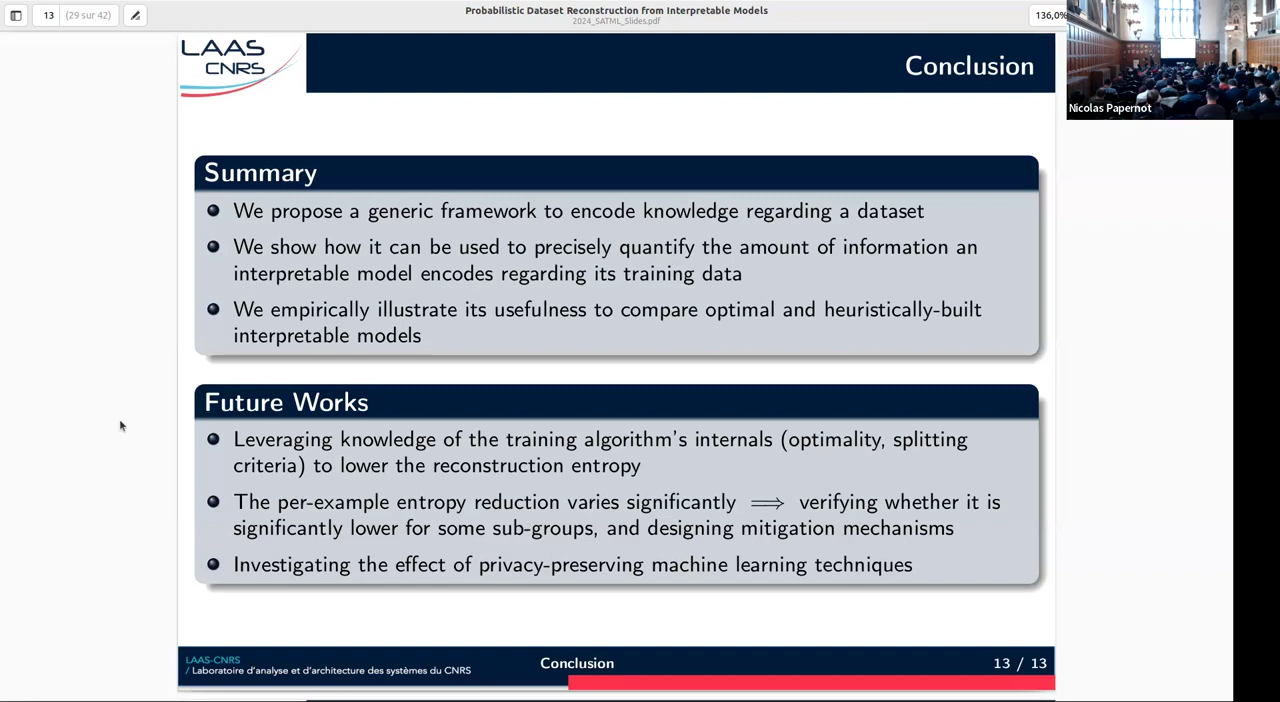 13 (29 sur 42)
Probabilistic Dataset Reconstruction from Interpretable Models
2024_SATML_Slides.pdf
136,0%
Nicolas Papernot
LAAS
CNRS
Conclusion
Summary
We propose a generic framework to encode knowledge regarding a dataset
We show how it can be used to precisely quantify the amount of information an
interpretable model encodes regarding its training data
We empirically illustrate its usefulness to compare optimal and heuristically-built
interpretable models
Future Works
Leveraging knowledge of the training algorithm's internals (optimality, splitting
criteria) to lower the reconstruction entropy
The per-example entropy reduction varies significantly ⟹ verifying whether it is
significantly lower for some sub-groups, and designing mitigation mechanisms
Investigating the effect of privacy-preserving machine learning techniques
LAAS-CNRS
/ Laboratoire d'analyse et d'architecture des systèmes du CNRS
Conclusion
13 / 13